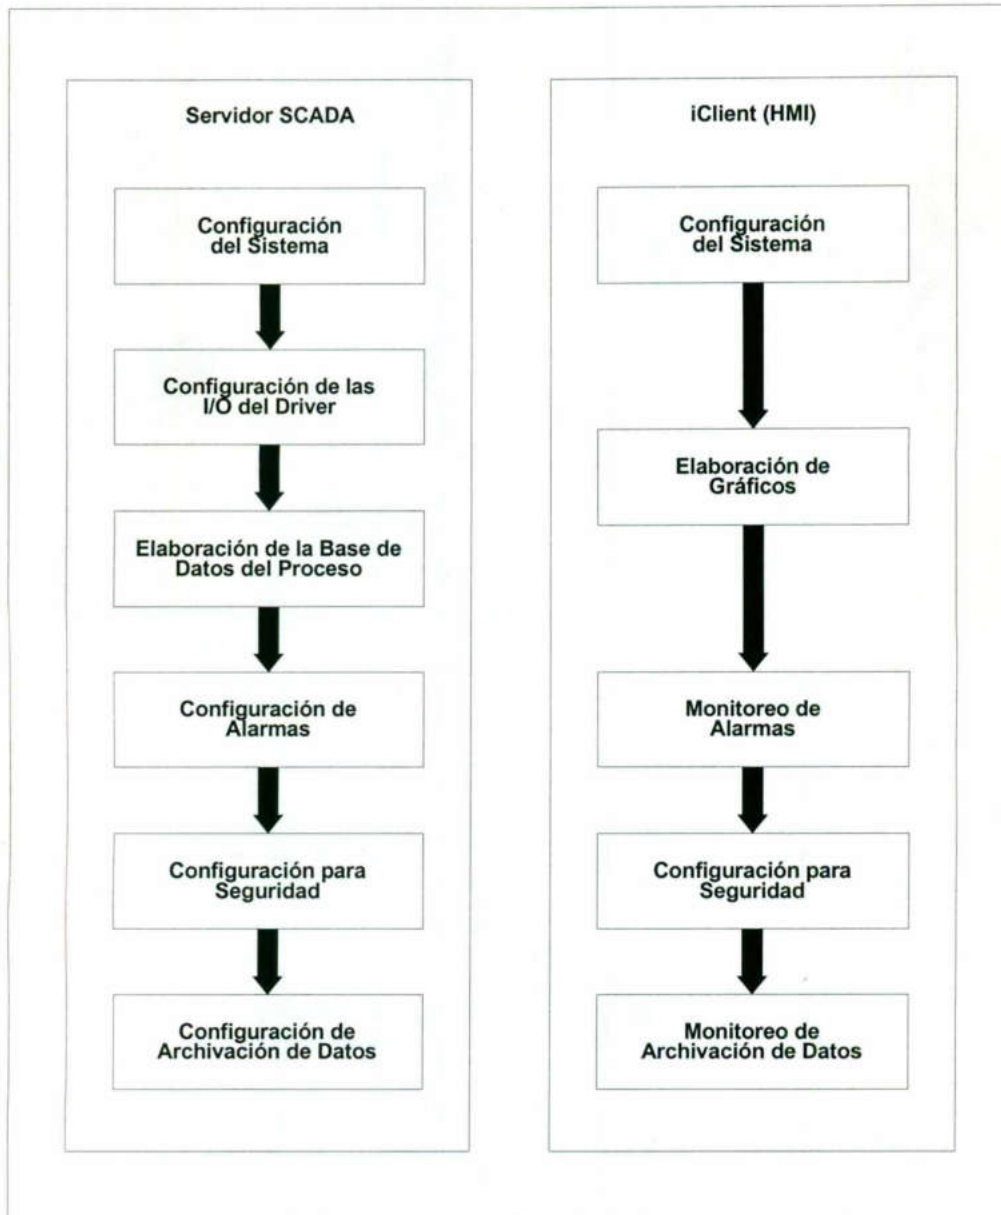 Servidor SCADA
Configuración
del Sistema
Configuración de las
I/O del Driver
Elaboración de la Base de
Datos del Proceso
Configuración de
Alarmas
Configuración para
Seguridad
Configuración de
Archivación de Datos
iClient (HMI)
Configuración
del Sistema
Elaboración de
Gráficos
Monitoreo de
Alarmas
Configuración para
Seguridad
Monitoreo de
Archivación de Datos